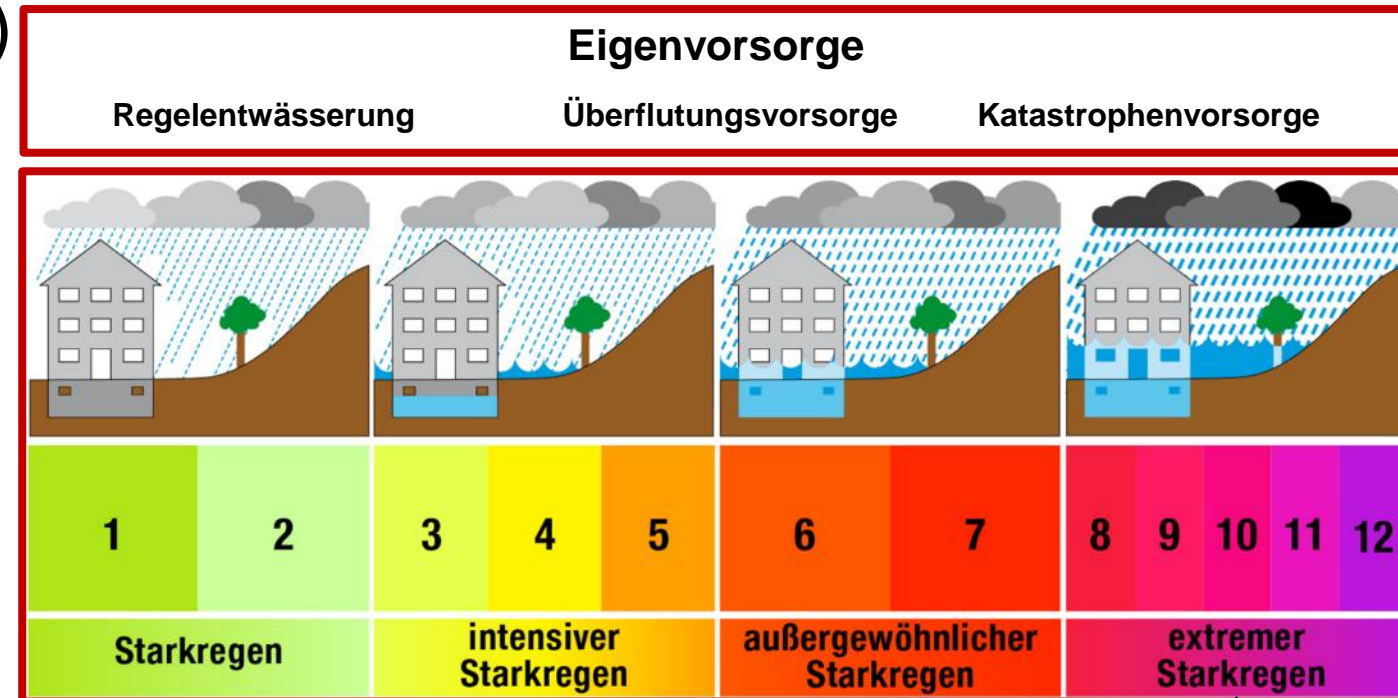 )
Eigenvorsorge
Regelentwässerung Überflutungsvorsorge Katastrophenvorsorge
1 2 3 4 5 6 7 8 9 10 11 12
Starkregen
intensiver
Starkregen
außergewöhnlicher
Starkregen
extremer
Starkregen